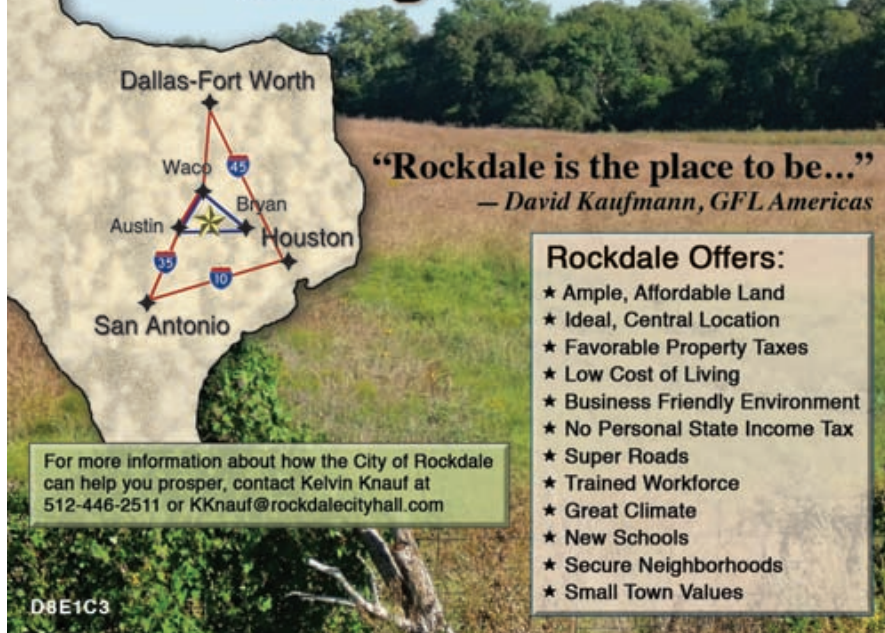 Dallas-Fort Worth
45
Waco
Bryan
Austin
Houston
35
10
San Antonio
“Rockdale is the place to be...”
— David Kaufmann, GFL Americas
Rockdale Offers:
★ Ample, Affordable Land
★ Ideal, Central Location
★ Favorable Property Taxes
★ Low Cost of Living
★ Business Friendly Environment
★ No Personal State Income Tax
★ Super Roads
★ Trained Workforce
★ Great Climate
★ New Schools
★ Secure Neighborhoods
★ Small Town Values
For more information about how the City of Rockdale
can help you prosper, contact Kelvin Knauf at
512-446-2511 or KKnauf@rockdalecityhall.com
D8E1C3